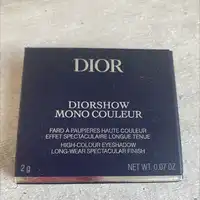 DIOR
DIORSHOW
MONO COULEUR
FARD À PAUPIÈRES HAUTE COULEUR
EFFET SPECTACULAIRE LONGUE TENUE
HIGH-COLOUR EYESHADOW
LONG-WEAR SPECTACULAR FINISH
2 g
NET WT. 0.07 OZ